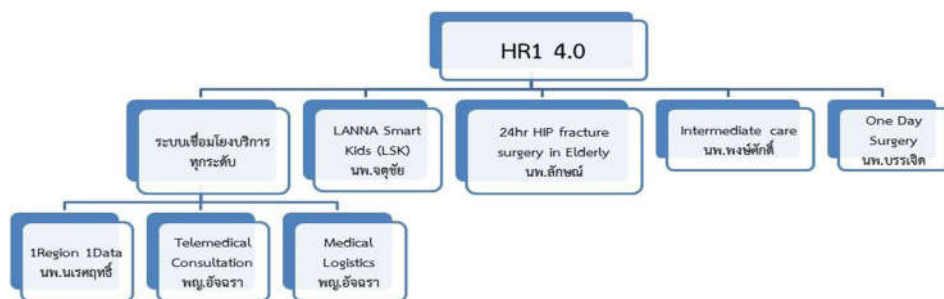 HR1 4.0
ระบบเชื่อมโยงบริการ
ทุกระดับ
LANNA Smart
Kids (LSK)
นพ.จตุชัย
24hr HIP fracture
surgery in Elderly
นพ.ลักษณ์
Intermediate care
นพ.พงษ์ศักดิ์
One Day
Surgery
นพ.บรรเจิด
1Region 1Data
นพ.นเรศฤทธิ์
Telemedical
Consultation
พญ.อัจฉรา
Medical
Logistics
พญ.อัจฉรา